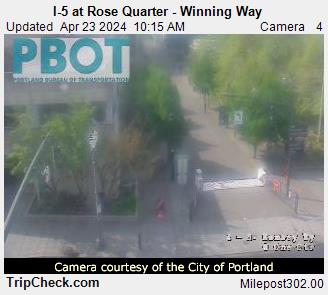 I-5 at Rose Quarter - Winning Way
Updated Apr 23 2024 10:15 AM Camera 4
PBOT
PORTLAND BUREAU OF TRANSPORTATION
Camera courtesy of the City of Portland
TripCheck.com Milepost302.00